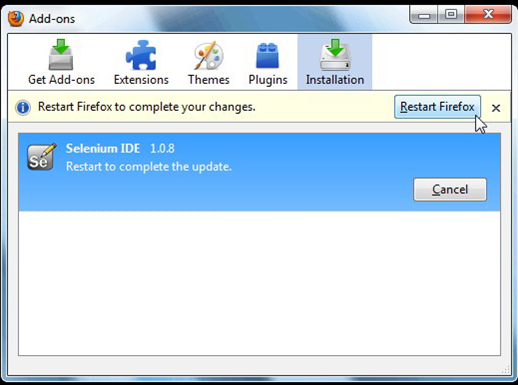 Add-ons
Get Add-ons Extensions Themes Plugins Installation
Restart Firefox to complete your changes. Restart Firefox
Selenium IDE 1.0.8
Se
Restart to complete the update.
Cancel